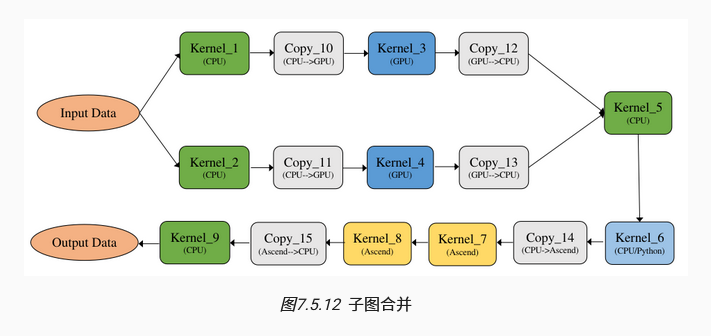 Kernel_1
(CPU)
Copy_10
(CPU-->GPU)
Kernel_3
(GPU)
Copy_12
(GPU-->CPU)
Input Data
Kernel_5
(CPU)
Kernel_2
(CPU)
Copy_11
(CPU-->GPU)
Kernel_4
(GPU)
Copy_13
(GPU-->CPU)
Output Data
Kernel_9
(CPU)
Copy_15
(Ascend-->CPU)
Kernel_8
(Ascend)
Kernel_7
(Ascend)
Copy_14
(CPU->Ascend)
Kernel_6
(CPU/Python)
图7.5.12 子图合并